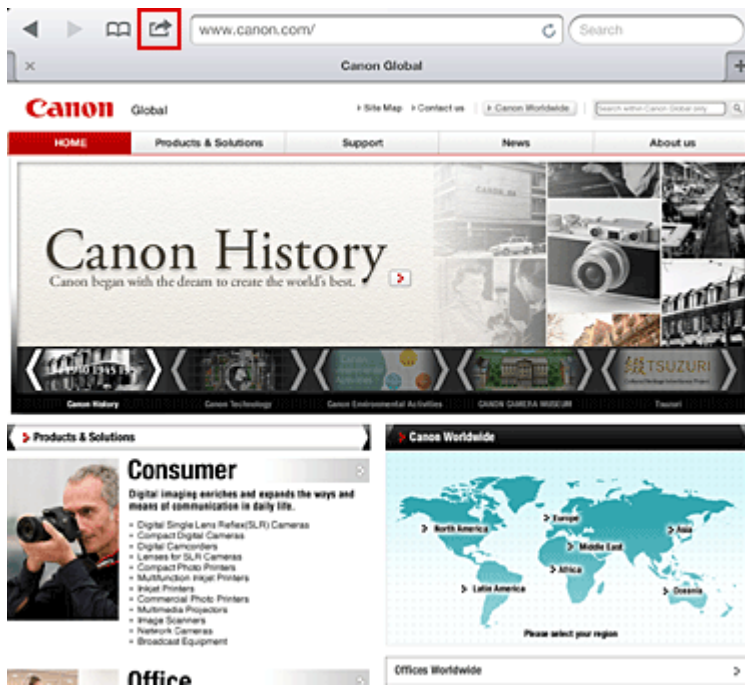 www.canon.com/
Search
Canon Global
Canon Global
Site Map Contact us Canon Worldwide Search within Canon Global only
HOME Products & Solutions Support News About us
CANON
Canon History
Canon began with the dream to create the world's best.
TSUZURI
Canon History Canon Technology Canon Environmental Activities CANON CAMERA MUSEUM Tsuzuri
Products & Solutions
Consumer
Digital imaging enriches and expands the ways and
means of communication in daily life.
Digital Single Lens Reflex(SLR) Cameras
Compact Digital Cameras
Digital Camcorders
Lenses for SLR Cameras
Compact Photo Printers
Multifunction Inkjet Printers
Inkjet Printers
Commercial Photo Printers
Multimedia Projectors
Image Scanners
Network Cameras
Broadcast Equipment
Office
Canon Worldwide
North America
Europe
Asia
Middle East
Africa
Latin America
Oceania
Please select your region
Offices Worldwide